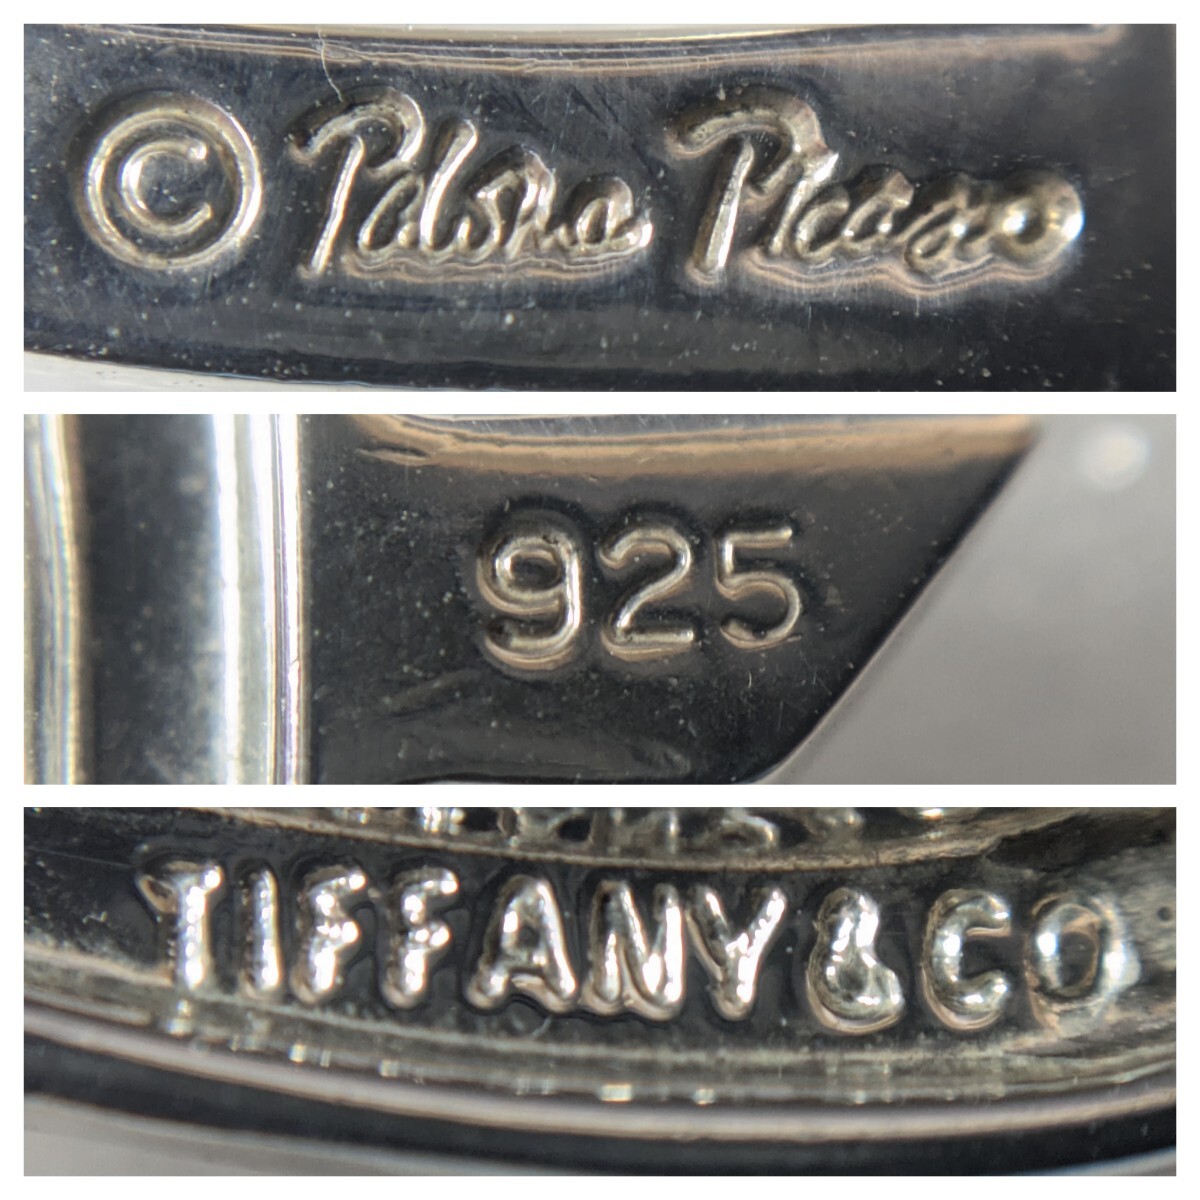 © Paloma Picasso
925
TIFFANY & CO